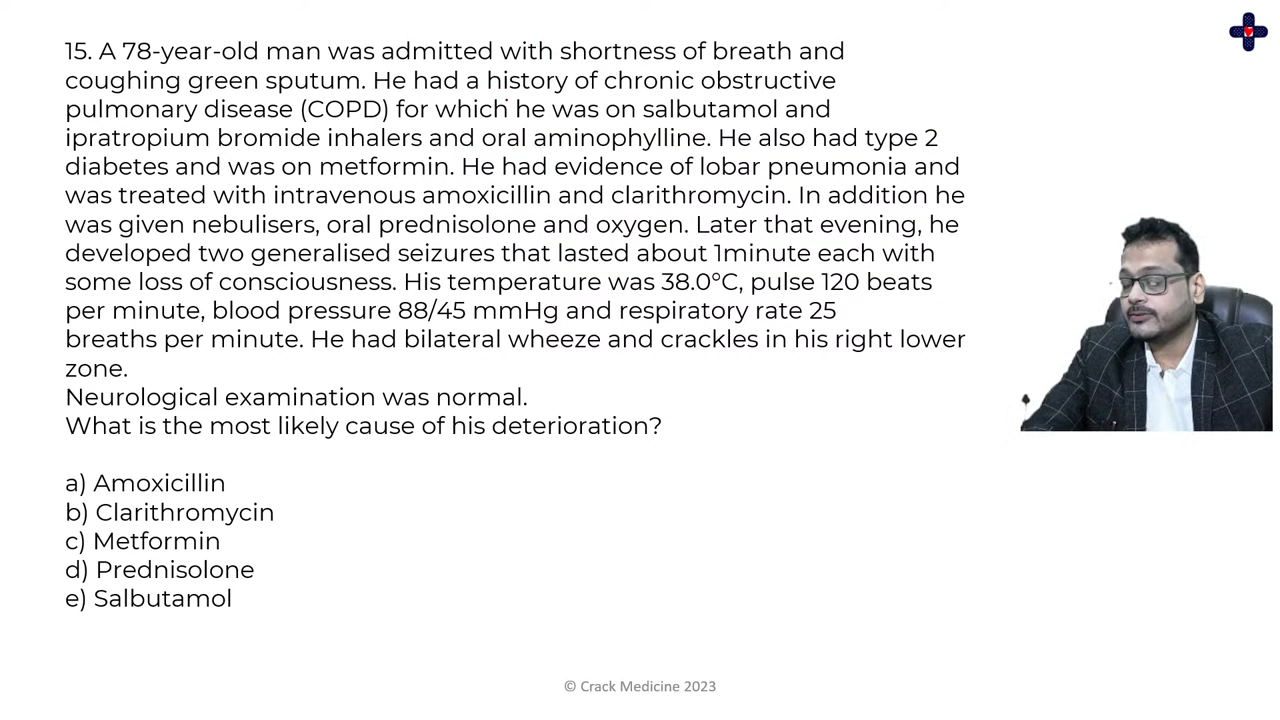 15. A 78-year-old man was admitted with shortness of breath and
coughing green sputum. He had a history of chronic obstructive
pulmonary disease (COPD) for which he was on salbutamol and
ipratropium bromide inhalers and oral aminophylline. He also had type 2
diabetes and was on metformin. He had evidence of lobar pneumonia and
was treated with intravenous amoxicillin and clarithromycin. In addition he
was given nebulisers, oral prednisolone and oxygen. Later that evening, he
developed two generalised seizures that lasted about 1minute each with
some loss of consciousness. His temperature was 38.0°C, pulse 120 beats
per minute, blood pressure 88/45 mmHg and respiratory rate 25
breaths per minute. He had bilateral wheeze and crackles in his right lower
zone.
Neurological examination was normal.
What is the most likely cause of his deterioration?
a) Amoxicillin
b) Clarithromycin
c) Metformin
d) Prednisolone
e) Salbutamol
© Crack Medicine 2023